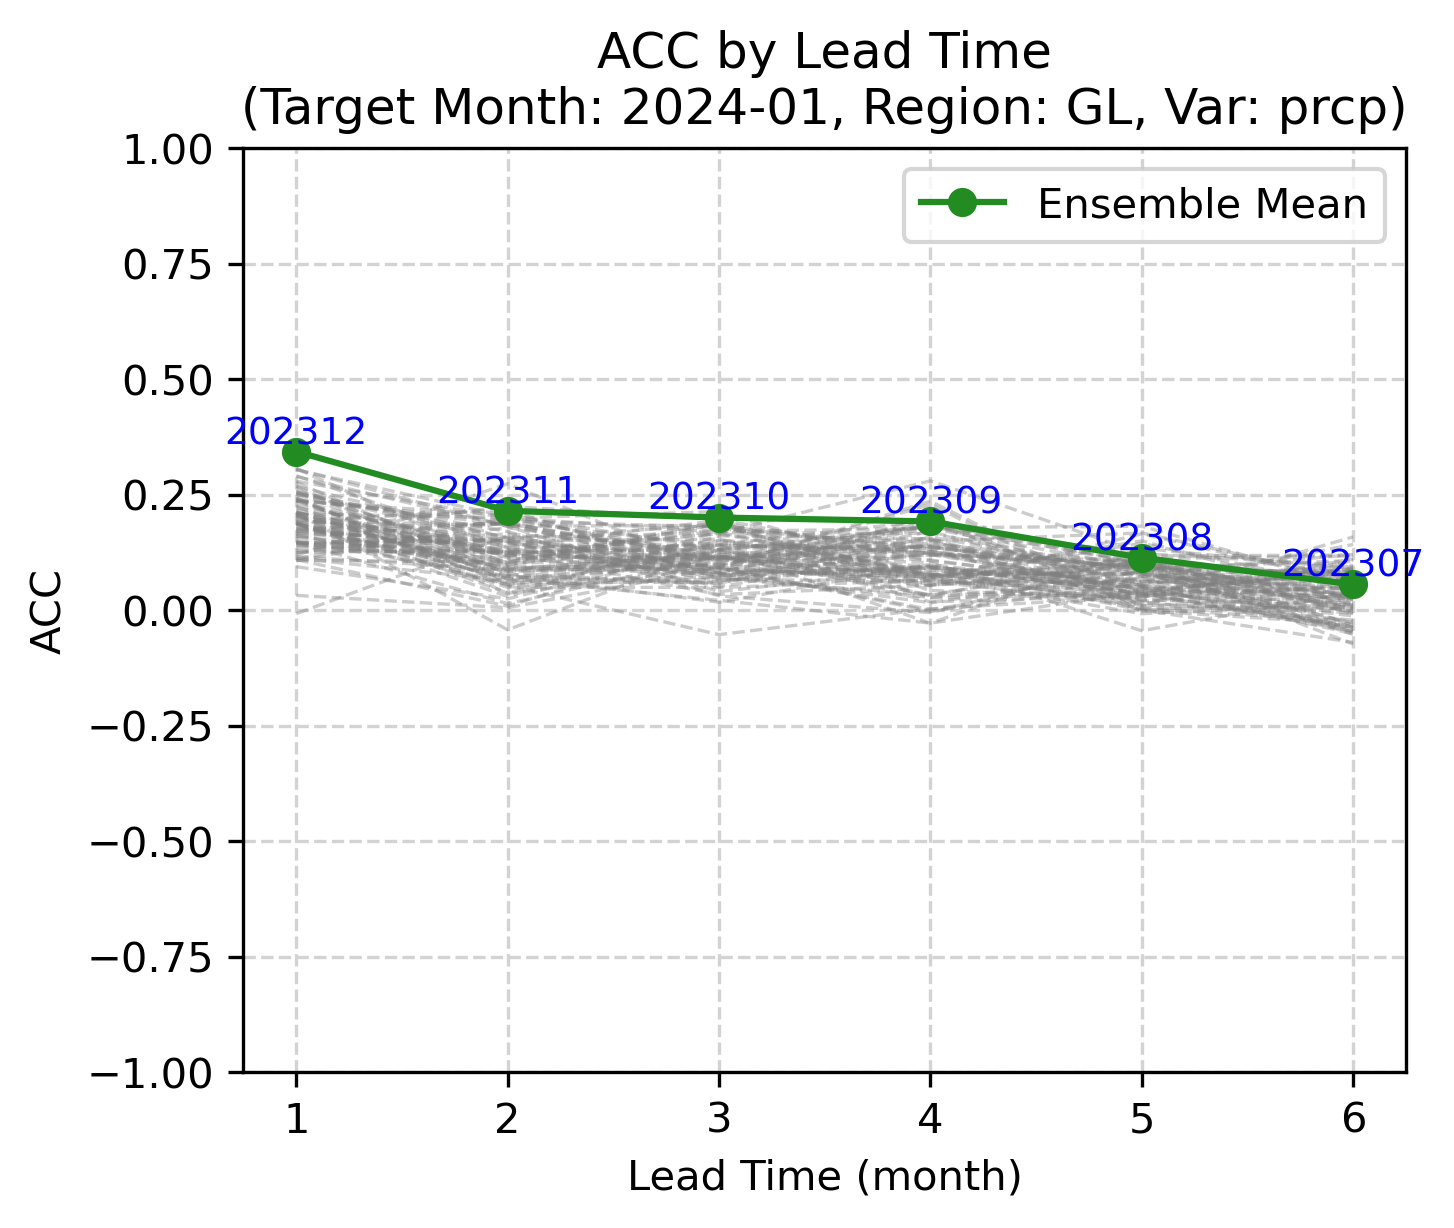 ACC by Lead Time
(Target Month: 2024-01, Region: GL, Var: prcp)
Ensemble Mean
1.00
0.75
0.50
0.25
0.00
−0.25
−0.50
−0.75
−1.00
ACC
202312
202311
202310
202309
202308
202307
1 2 3 4 5 6
Lead Time (month)